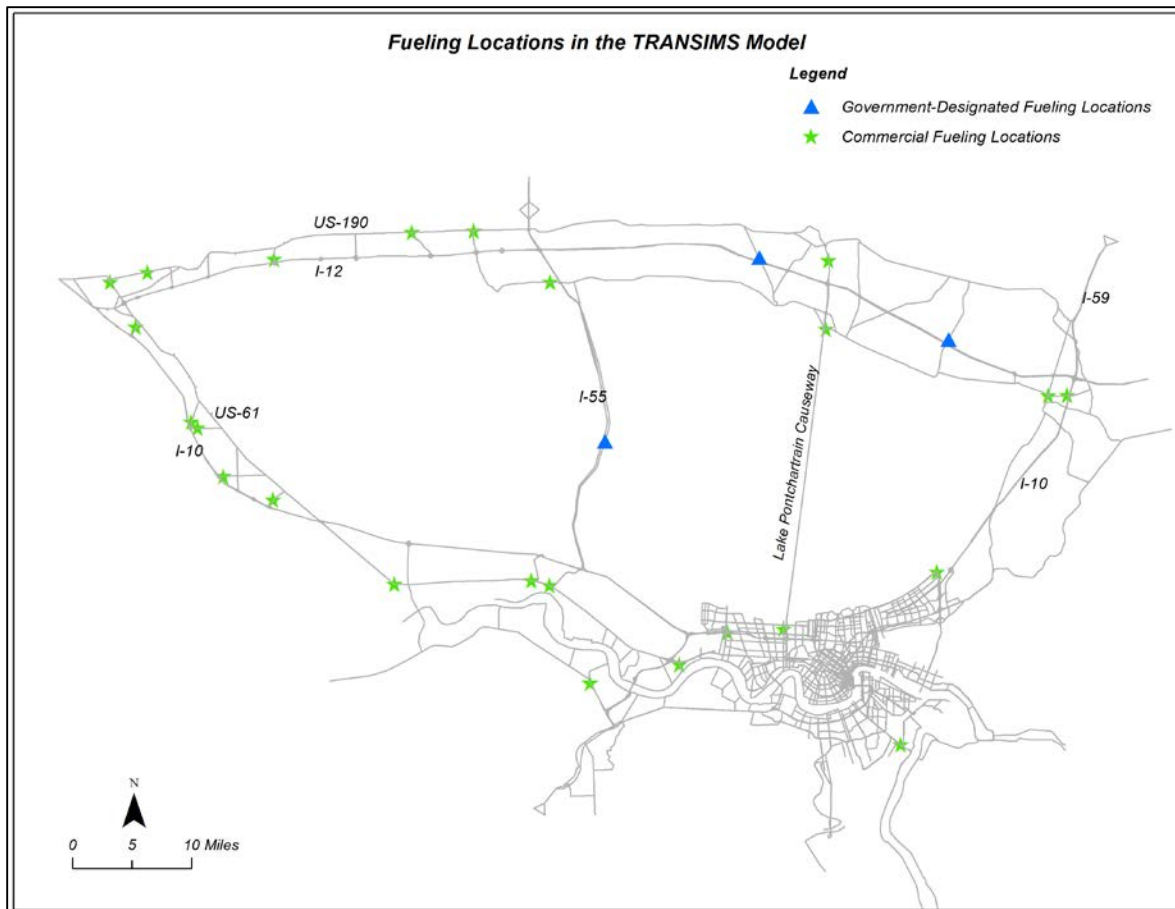 Fueling Locations in the TRANSIMS Model
Legend
Government-Designated Fueling Locations
Commercial Fueling Locations
US-190
I-12
I-59
I-55
US-61
I-10
Lake Pontchartrain Causeway
I-10
N
0 5 10 Miles